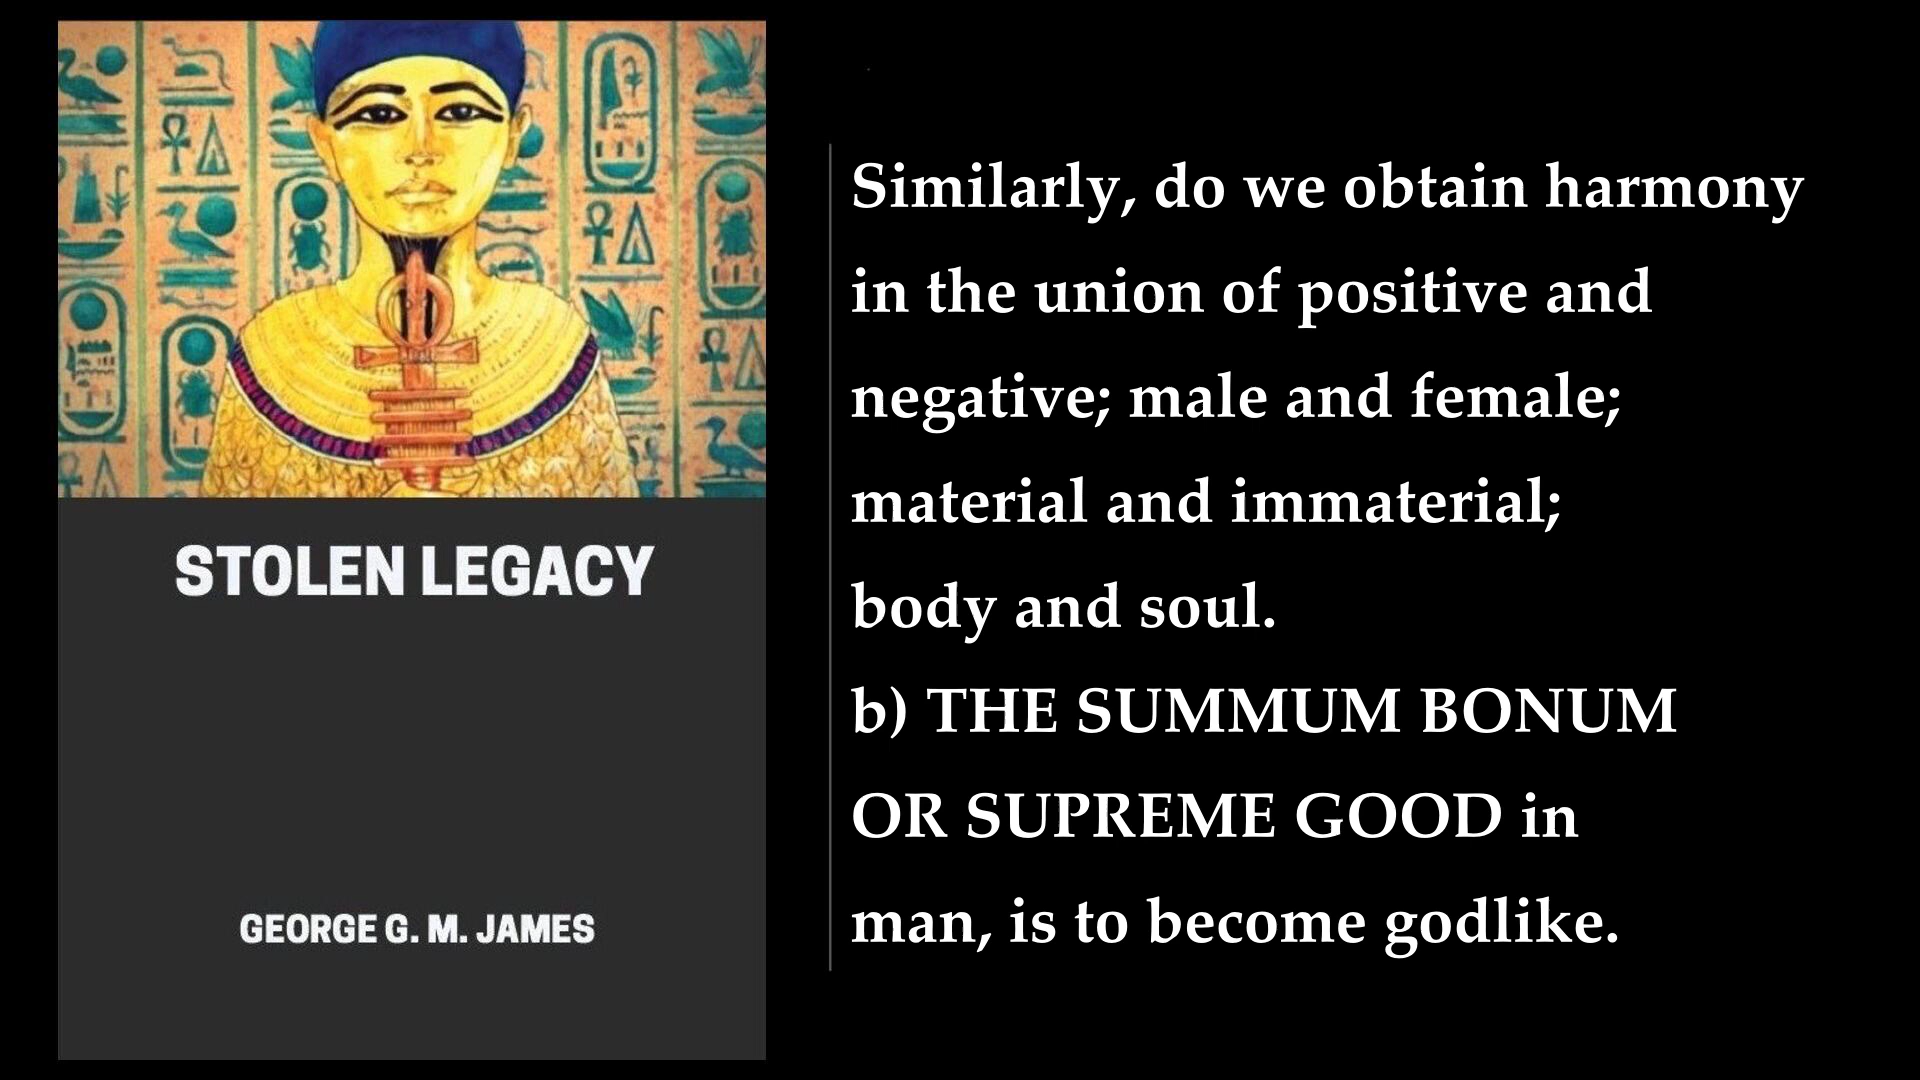 STOLEN LEGACY
GEORGE G. M. JAMES
Similarly, do we obtain harmony
in the union of positive and
negative; male and female;
material and immaterial;
body and soul.
b) THE SUMMUM BONUM
OR SUPREME GOOD in
man, is to become godlike.